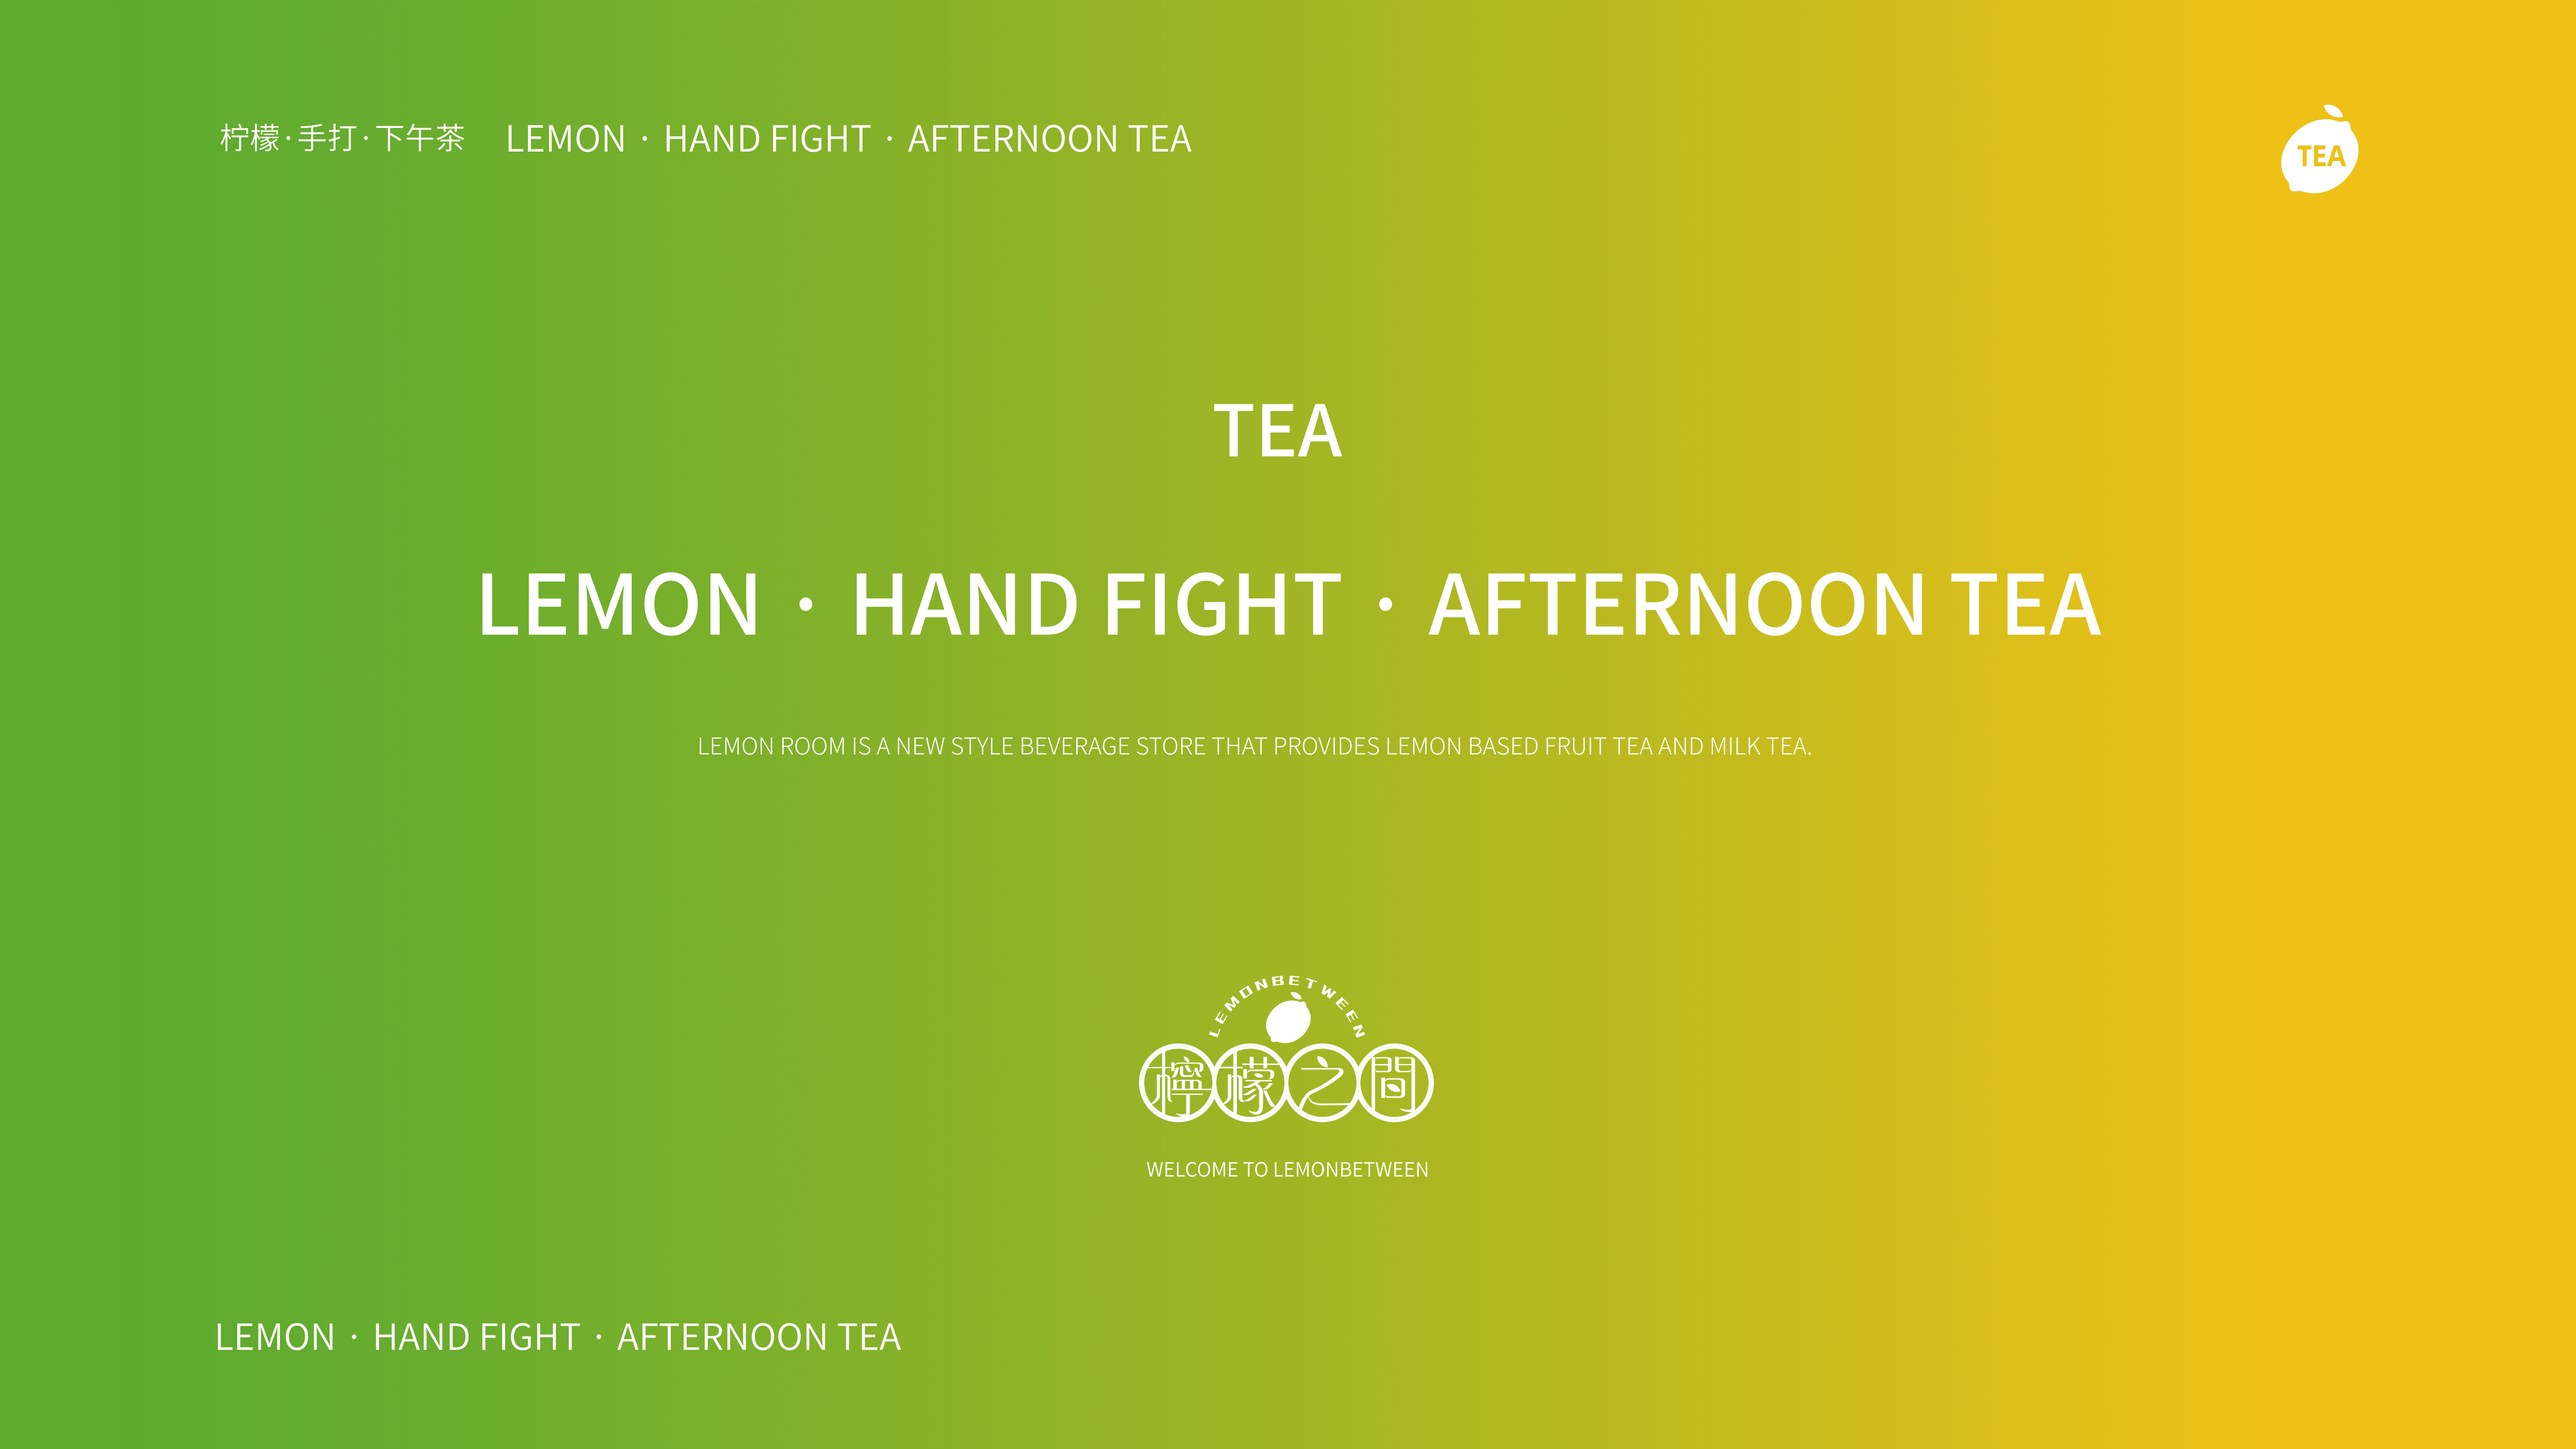 柠檬·手打·下午茶 LEMON · HAND FIGHT · AFTERNOON TEA
TEA
TEA
LEMON · HAND FIGHT · AFTERNOON TEA
LEMON ROOM IS A NEW STYLE BEVERAGE STORE THAT PROVIDES LEMON BASED FRUIT TEA AND MILK TEA.
LEMONBETWEEN
檸檬之間
WELCOME TO LEMONBETWEEN
LEMON · HAND FIGHT · AFTERNOON TEA